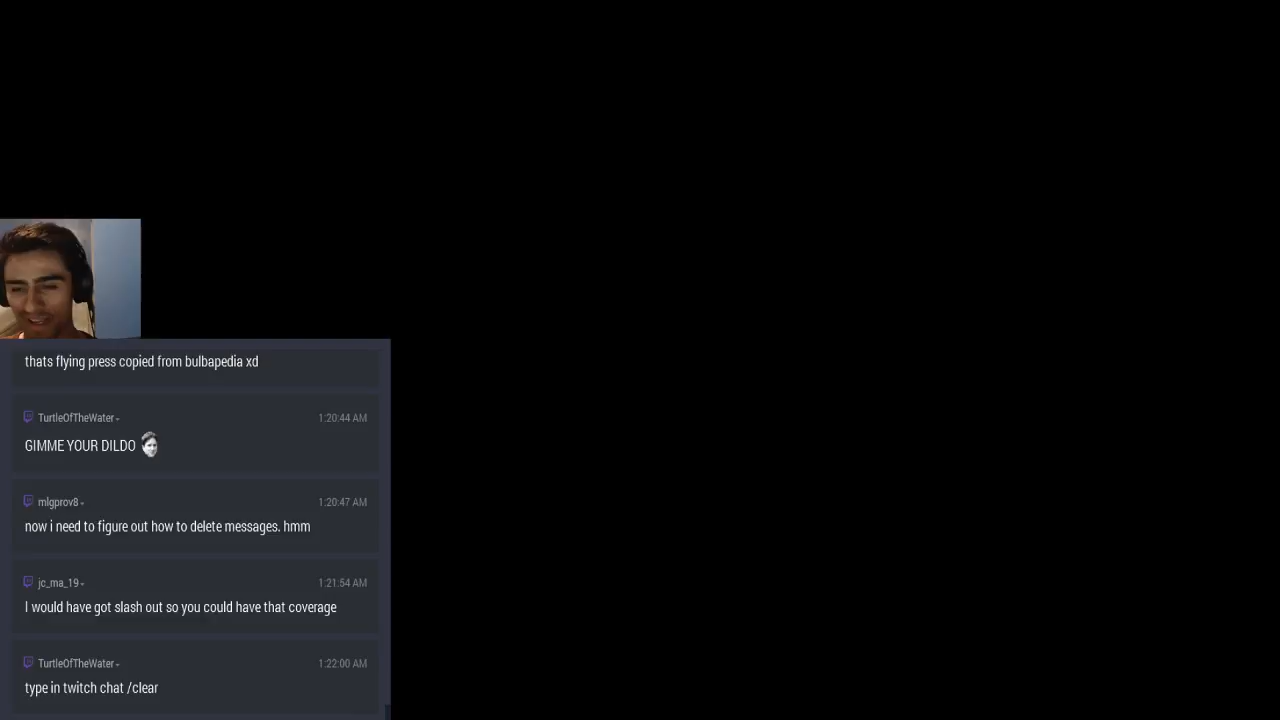 thats flying press copied from bulbapedia xd
TurtleOfTheWater
1:20:44 AM
GIMME YOUR DILDO
mlgprov8
1:20:47 AM
now i need to figure out how to delete messages. hmm
jc_ma_19
1:21:54 AM
I would have got slash out so you could have that coverage
TurtleOfTheWater
1:22:00 AM
type in twitch chat /clear